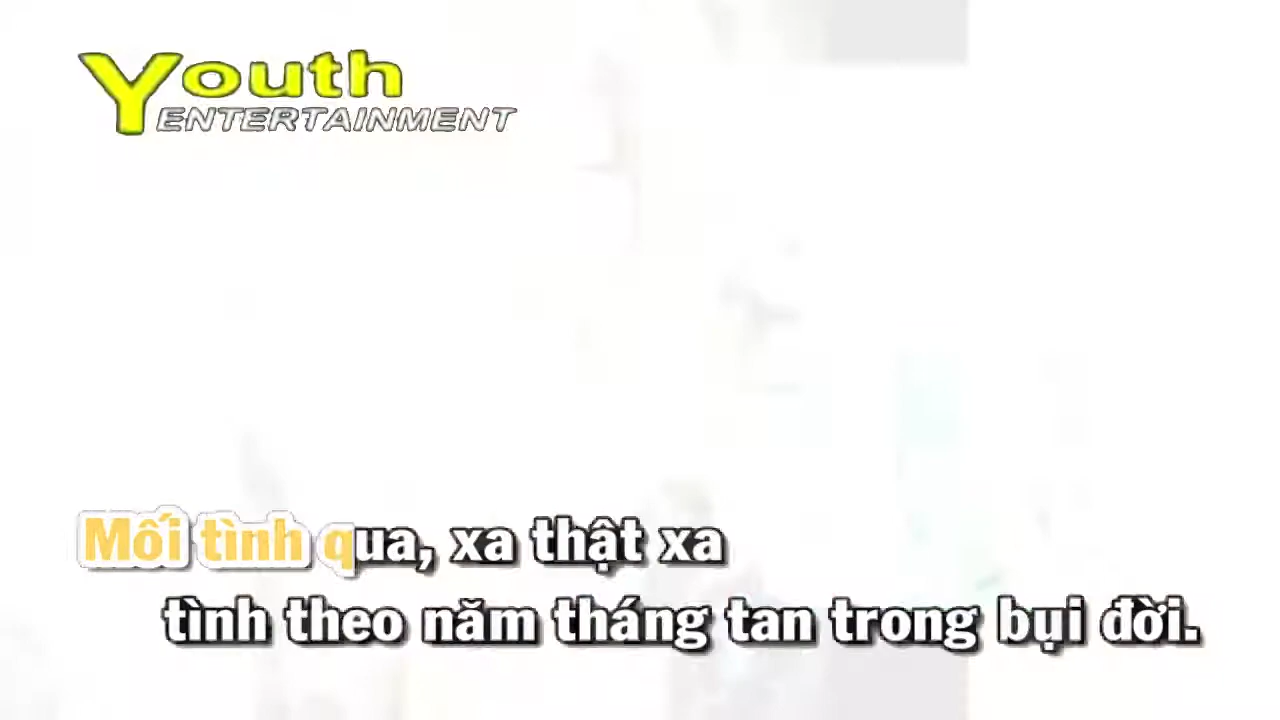 Youth
ENTERTAINMENT
Mối tình qua, xa thật xa
tình theo năm tháng tan trong bụi đời.